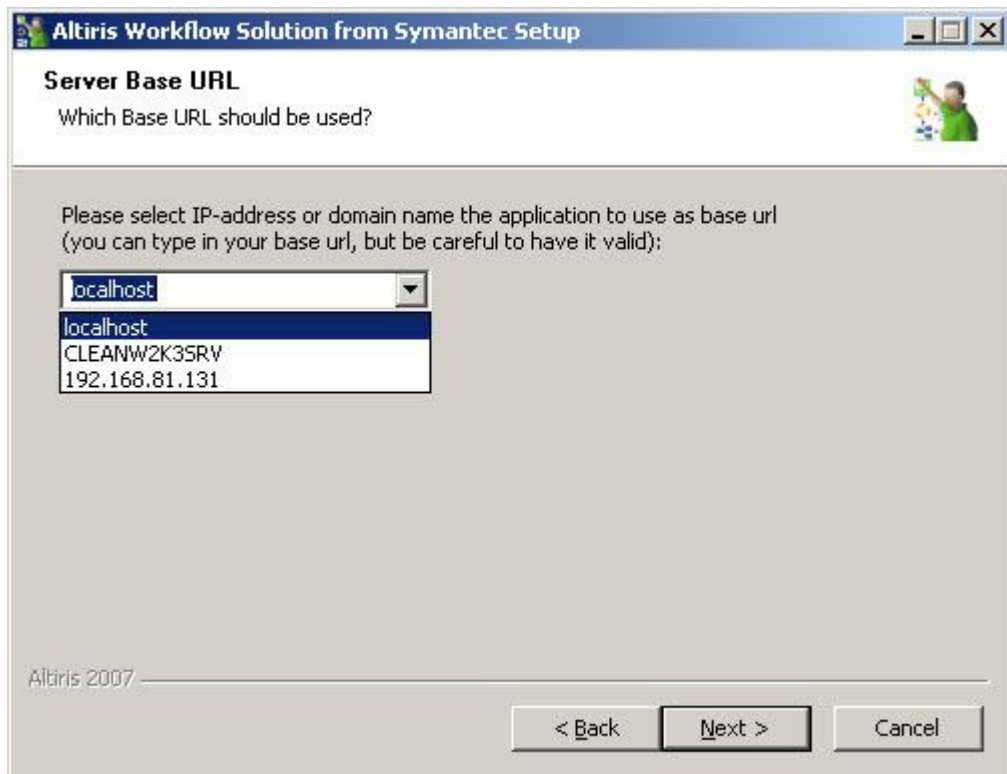 Altiris Workflow Solution from Symantec Setup
Server Base URL
Which Base URL should be used?
Please select IP-address or domain name the application to use as base url
(you can type in your base url, but be careful to have it valid):
localhost
localhost
CLEANW2K3SRV
192.168.81.131
Altiris 2007
< Back
Next >
Cancel